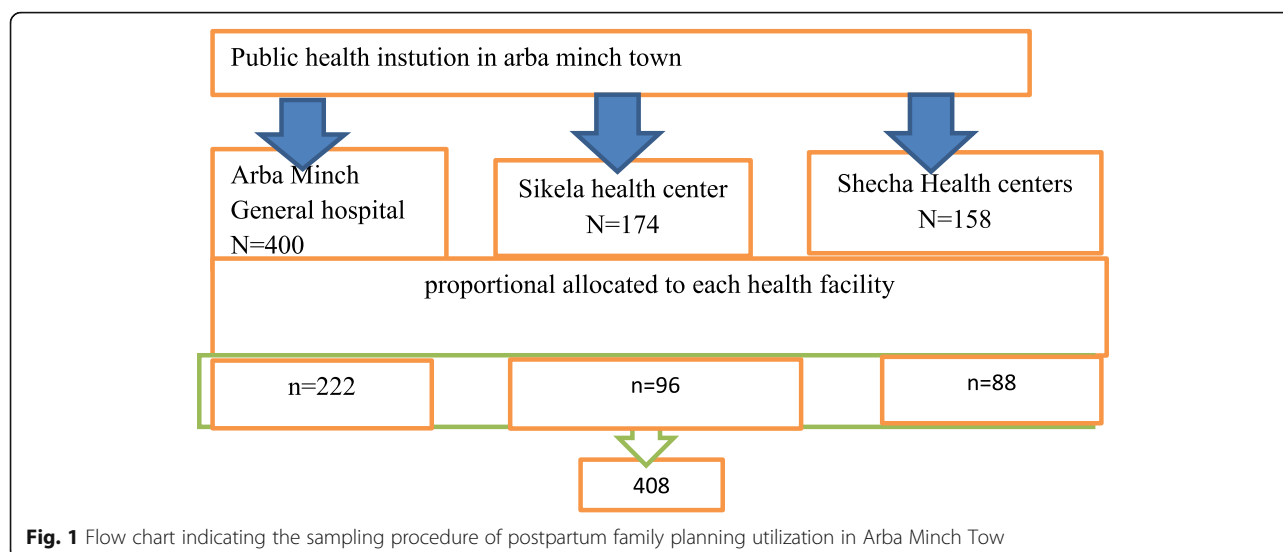 Public health instution in arba minch town
Arba Minch
General hospital
N=400
Sikela health center
N=174
Shecha Health centers
N=158
proportional allocated to each health facility
n=222
n=96
n=88
408
Fig. 1 Flow chart indicating the sampling procedure of postpartum family planning utilization in Arba Minch Tow